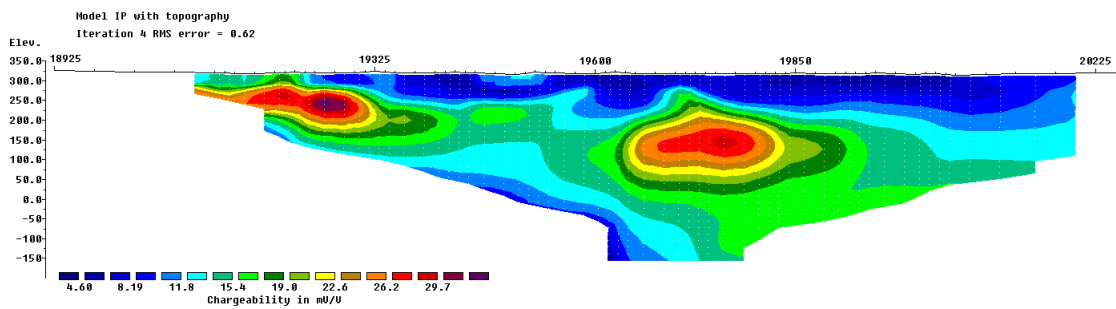 Model IP with topography
Iteration 4 RMS error = 0.62
Elev.
18925 19325 19600 19850 20225
350.0
300.0
250.0
200.0
150.0
100.0
50.0
0.0
-50
-100
-150
4.60 8.19 11.8 15.4 19.0 22.6 26.2 29.7
Chargeability in mV/V